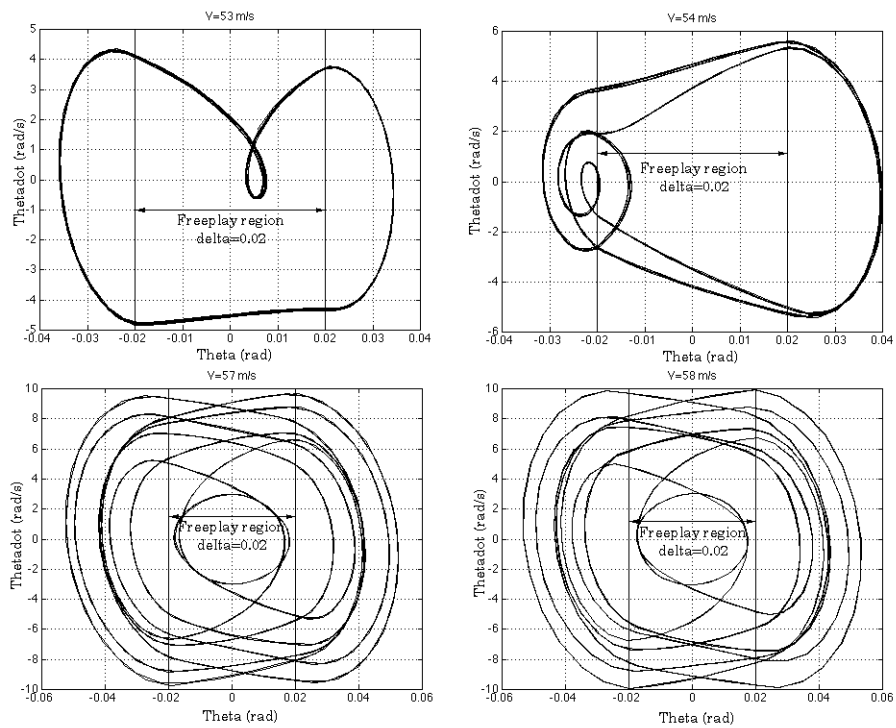 V=53 m/s
5
4
3
2
1
0
-1
-2
-3
-4
-5
Thetadot (rad/s)
Freeplay region
delta=0.02
-0.04 -0.03 -0.02 -0.01 0 0.01 0.02 0.03 0.04
Theta (rad)
V=54 m/s
6
4
2
0
-2
-4
-6
Thetadot (rad/s)
Freeplay region
delta=0.02
-0.04 -0.03 -0.02 -0.01 0 0.01 0.02 0.03 0.04
Theta (rad)
V=57 m/s
10
8
6
4
2
0
-2
-4
-6
-8
-10
Thetadot (rad/s)
Freeplay region
delta=0.02
-0.06 -0.04 -0.02 0 0.02 0.04 0.06
Theta (rad)
V=58 m/s
10
8
6
4
2
0
-2
-4
-6
-8
-10
Thetadot (rad/s)
Freeplay region
delta=0.02
-0.06 -0.04 -0.02 0 0.02 0.04 0.06
Theta (rad)